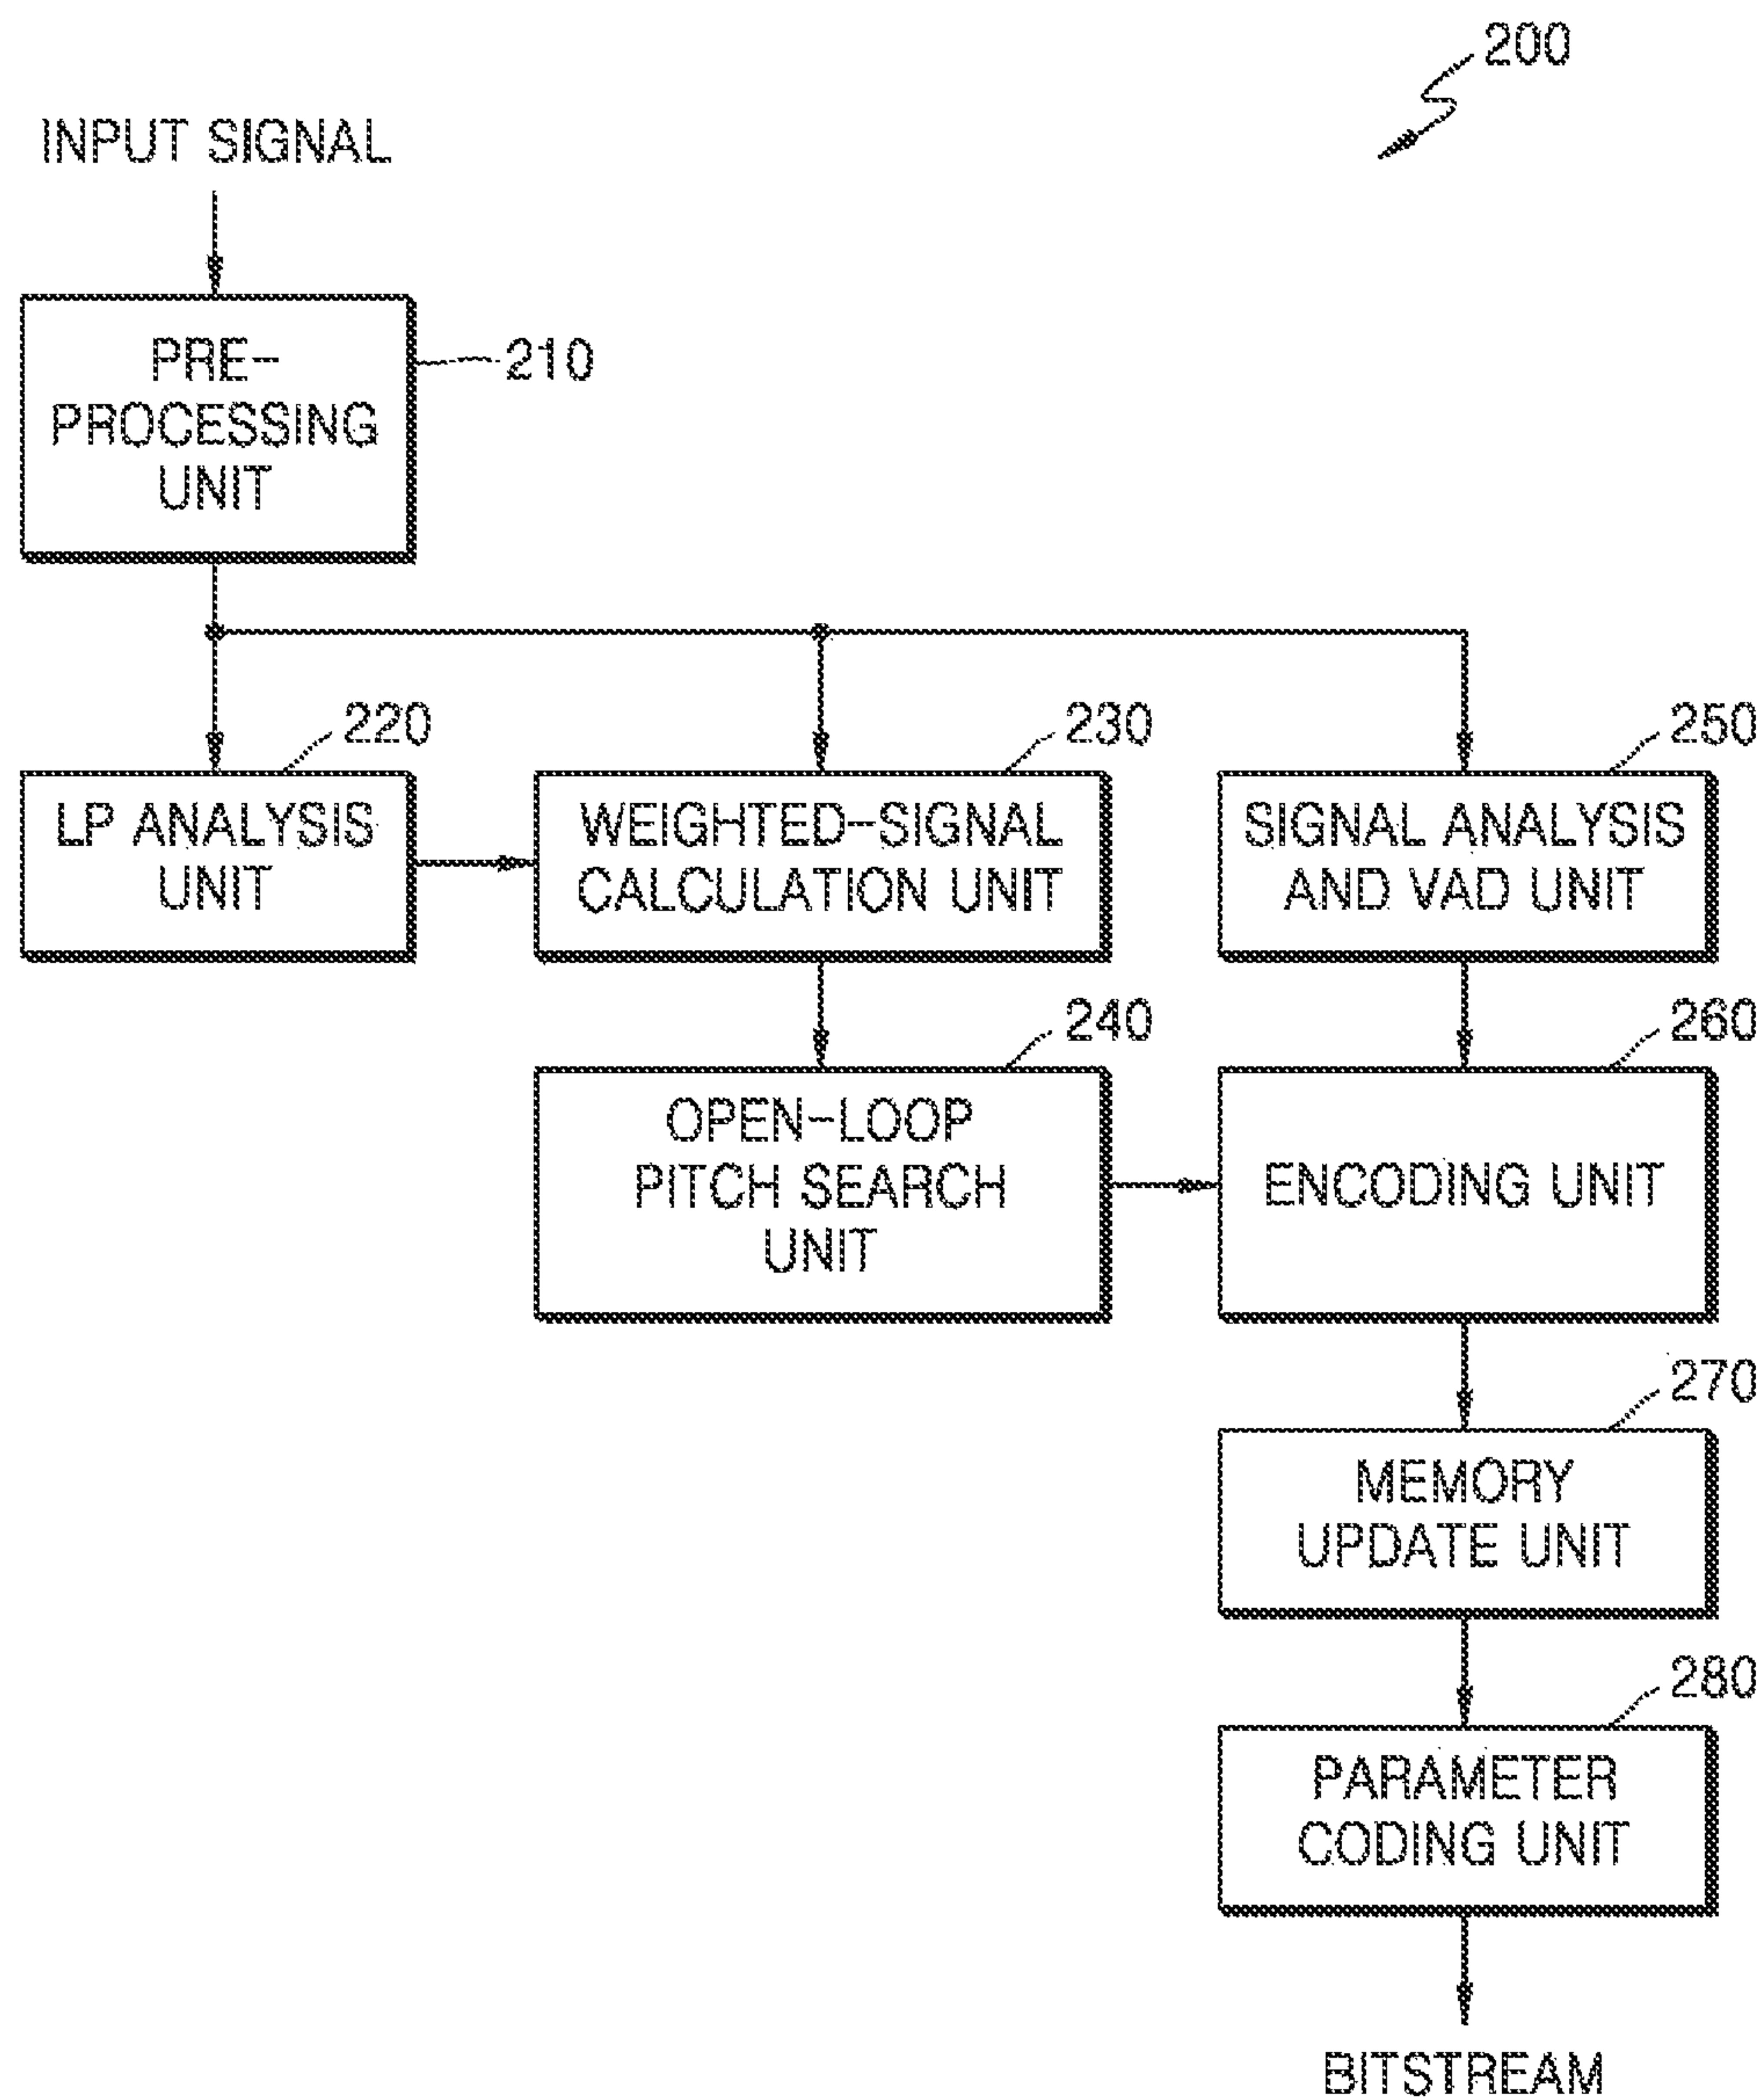 200
INPUT SIGNAL
PRE-
PROCESSING
UNIT
210
220
LP ANALYSIS
UNIT
230
WEIGHTED-SIGNAL
CALCULATION UNIT
250
SIGNAL ANALYSIS
AND VAD UNIT
240
OPEN-LOOP
PITCH SEARCH
UNIT
260
ENCODING UNIT
270
MEMORY
UPDATE UNIT
280
PARAMETER
CODING UNIT
BITSTREAM